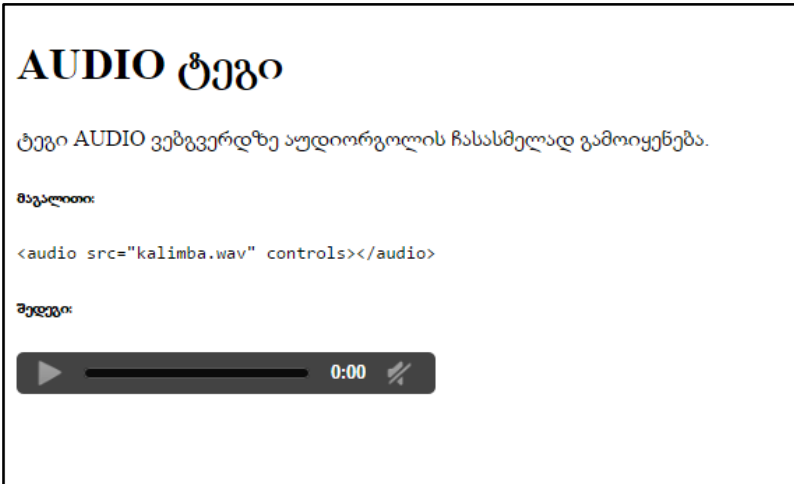 AUDIO ტეგი
ტეგი AUDIO ვებგვერდზე აუდიორგოლის ჩასასმელად გამოიყენება.
მაგალითი:
<audio src="kalimba.wav" controls></audio>
შედეგი:
0:00